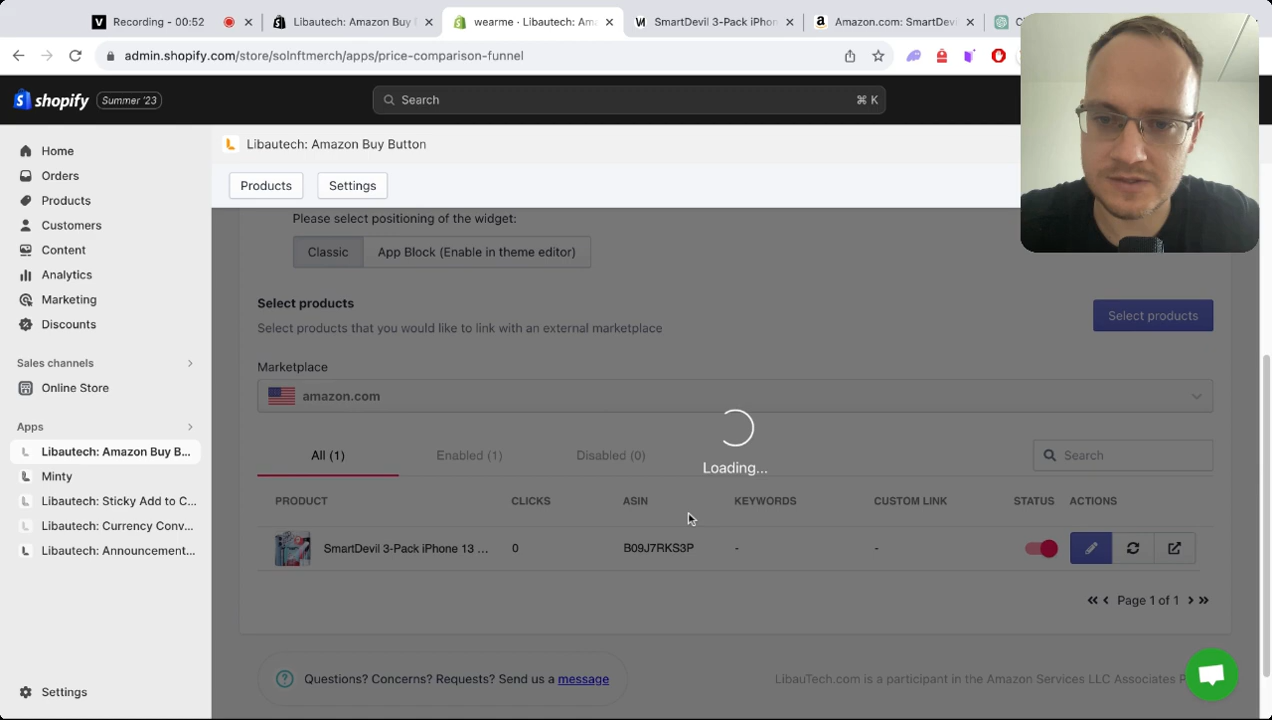 Recording - 00:52
Libautech: Amazon Buy
wearme · Libautech: Ama
SmartDevil 3-Pack iPhon
Amazon.com: SmartDevi
admin.shopify.com/store/solnftmerch/apps/price-comparison-funnel
shopify
Summer '23
Search
⌘ K
Home
Orders
Products
Customers
Content
Analytics
Marketing
Discounts
Sales channels
Online Store
Apps
Libautech: Amazon Buy B...
Minty
Libautech: Sticky Add to C...
Libautech: Currency Conv...
Libautech: Announcement...
Settings
Libautech: Amazon Buy Button
Products
Settings
Please select positioning of the widget:
Classic
App Block (Enable in theme editor)
Select products
Select products that you would like to link with an external marketplace
Select products
Marketplace
amazon.com
All (1)
Enabled (1)
Disabled (0)
Loading...
Search
PRODUCT
CLICKS
ASIN
KEYWORDS
CUSTOM LINK
STATUS
ACTIONS
SmartDevil 3-Pack iPhone 13 ...
0
B09J7RKS3P
-
-
Page 1 of 1
Questions? Concerns? Requests? Send us a message
LibauTech.com is a participant in the Amazon Services LLC Associates